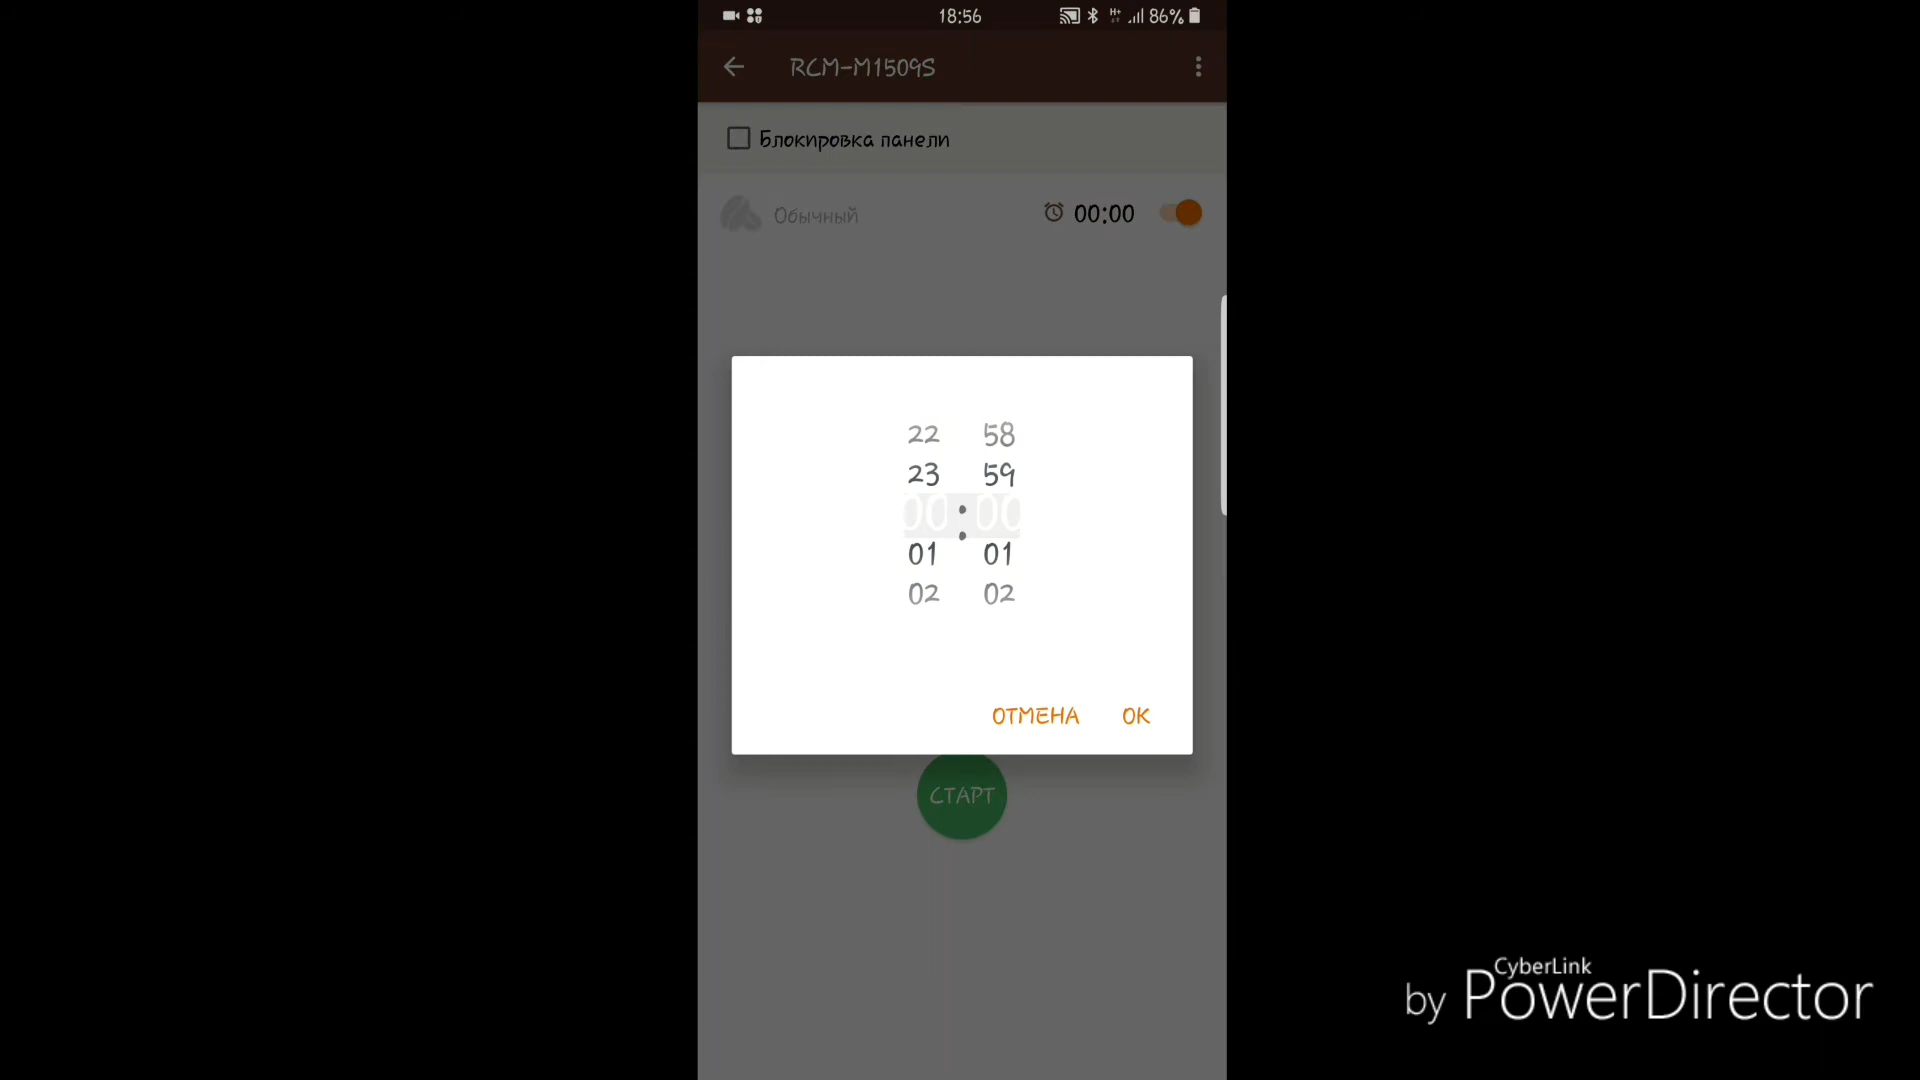 18:56
H+
86%
RCM-M1509S
Блокировка панели
Обычный
00:00
22 58
23 59
00 : 00
01 01
02 02
ОТМЕНА
OK
СТАРТ
CyberLink
by PowerDirector